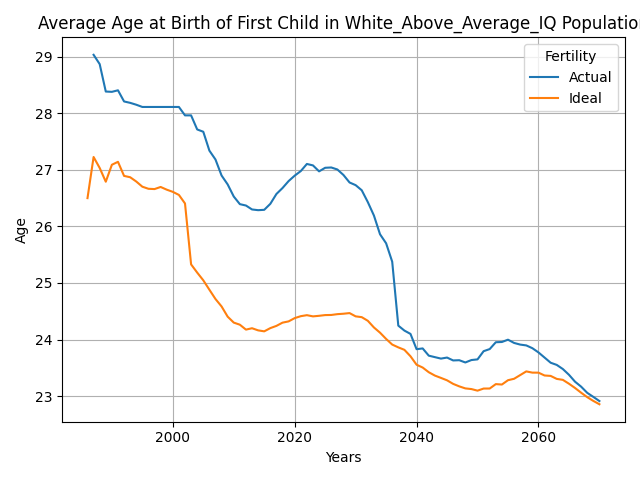 Average Age at Birth of First Child in White_Above_Average_IQ Population
29
28
27
26
25
24
23
Age
2000
2020
2040
2060
Years
Fertility
Actual
Ideal